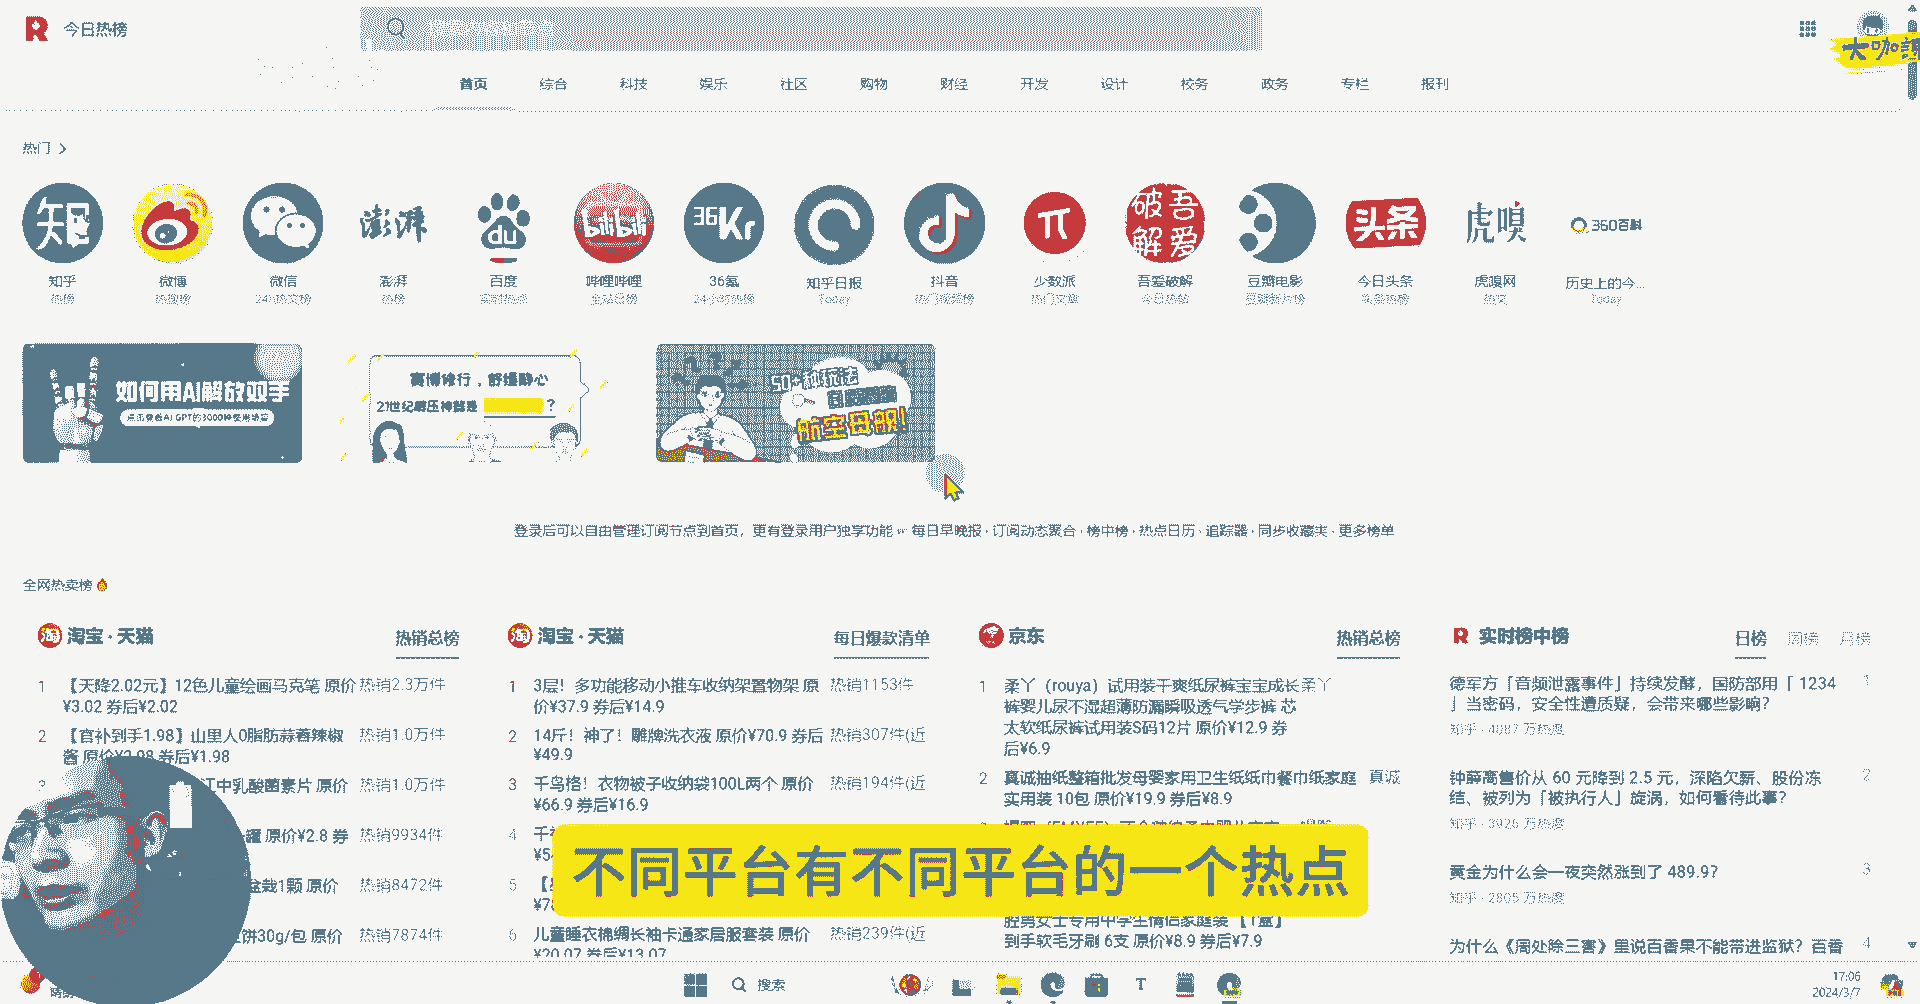 今日热榜
大咖
首页 综合 科技 娱乐 社区 购物 财经 开发 设计 校务 政务 专栏 报刊
热门
知 澎湃 du bilibili 36Kr 吾爱破解 头条 虎嗅 360百科
知乎 微博 微信 澎湃 百度 哔哩哔哩 36氪 知乎日报 抖音 少数派 吾爱破解 豆瓣电影 今日头条 虎嗅网 历史上的今...
热榜 热搜榜 24h热文榜 热榜 实时热点 全站日榜 24小时热榜 Today 热门视频榜 热门文章 今日热帖 豆瓣新片榜 头条热榜 热文 Today
如何用AI解放双手
点击查看AI GPT的3000种使用场景
赛博修行，舒缓静心
21世纪解压神器是 ？
50+种玩法
航空母舰!
登录后可以自由管理订阅节点到首页，更有登录用户独享功能 — 每日早晚报 · 订阅动态聚合 · 榜中榜 · 热点日历 · 追踪器 · 同步收藏夹 · 更多榜单
全网热卖榜
淘宝 · 天猫 热销总榜
1 【天降2.02元】12色儿童绘画马克笔 原价 热销2.3万件
¥3.02 券后¥2.02
2 【官补到手1.98】山里人0脂肪蒜蓉辣椒 热销1.0万件
酱 原价¥3.98 券后¥1.98
江中乳酸菌素片 原价 热销1.0万件
罐 原价¥2.8 券 热销9934件
盆栽1颗 原价 热销8472件
饼30g/包 原价 热销7874件
淘宝 · 天猫 每日爆款清单
1 3层！多功能移动小推车收纳架置物架 原 热销1153件
价¥37.9 券后¥14.9
2 14斤！神了！雕牌洗衣液 原价¥70.9 券后 热销307件(近
¥49.9
3 千鸟格！衣物被子收纳袋100L两个 原价 热销194件(近
¥66.9 券后¥16.9
4
5
6 儿童睡衣棉绸长袖卡通家居服套装 原价 热销239件(近
¥20.07 券后¥13.07
京东 热销总榜
1 柔丫（rouya）试用装干爽纸尿裤宝宝成长 柔丫
裤婴儿尿不湿超薄防漏瞬吸透气学步裤 芯
太软纸尿裤试用装S码12片 原价¥12.9 券
后¥6.9
2 真诚抽纸整箱批发母婴家用卫生纸纸巾餐巾纸家庭 真诚
实用装 10包 原价¥19.9 券后¥8.9
腔男女士专用中学生情侣家庭装 【1盒】
到手软毛牙刷 6支 原价¥8.9 券后¥7.9
实时榜中榜 日榜 周榜 月榜
德军方「音频泄露事件」持续发酵，国防部用「 1234 1
」当密码，安全性遭质疑，会带来哪些影响？
知乎 · 4087 万热度
钟薛高售价从 60 元降到 2.5 元，深陷欠薪、股份冻 2
结、被列为「被执行人」旋涡，如何看待此事？
知乎 · 3926 万热度
黄金为什么会一夜突然涨到了 489.9? 3
知乎 · 2805 万热度
为什么《周处除三害》里说百香果不能带进监狱？百香 4
不同平台有不同平台的一个热点
搜索
17:06
2024/3/7